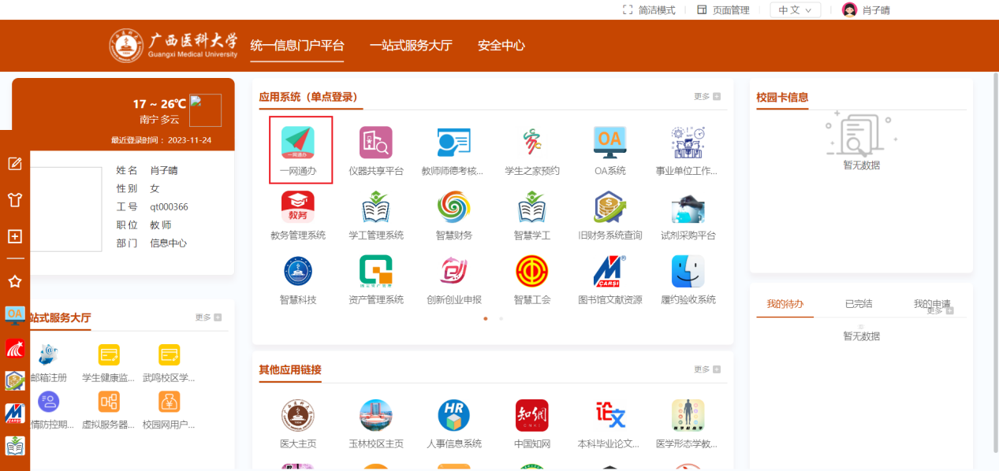 简洁模式
页面管理
中文
肖子晴
广西医科大学
Guangxi Medical University
统一信息门户平台
一站式服务大厅
安全中心
17 ~ 26℃
南宁 多云
最近登录时间： 2023-11-24
姓 名 肖子晴
性 别 女
工 号 qt000366
职 位 教 师
部 门 信息中心
OA
站式服务大厅
更多
邮箱注册
学生健康监...
武鸣校区学...
情防控期...
虚拟服务器...
校园网用户...
应用系统（单点登录）
更多
一网通办
一网通办
仪器共享平台
教师师德考核...
学生之家预约
OA
OA系统
事业单位工作...
教务
教务管理系统
学工管理系统
智慧财务
智慧学工
旧财务系统查询
试剂采购平台
智慧科技
资产管理系统
创新创业申报
智慧工会
CARSI
图书馆文献资源
履约验收系统
其他应用链接
更多
医大主页
玉林校区主页
HR
人事信息系统
知网
CNKI
中国知网
论文
本科毕业论文...
医学形态学教...
校园卡信息
暂无数据
我的待办
已完结
我的申请
更多
暂无数据